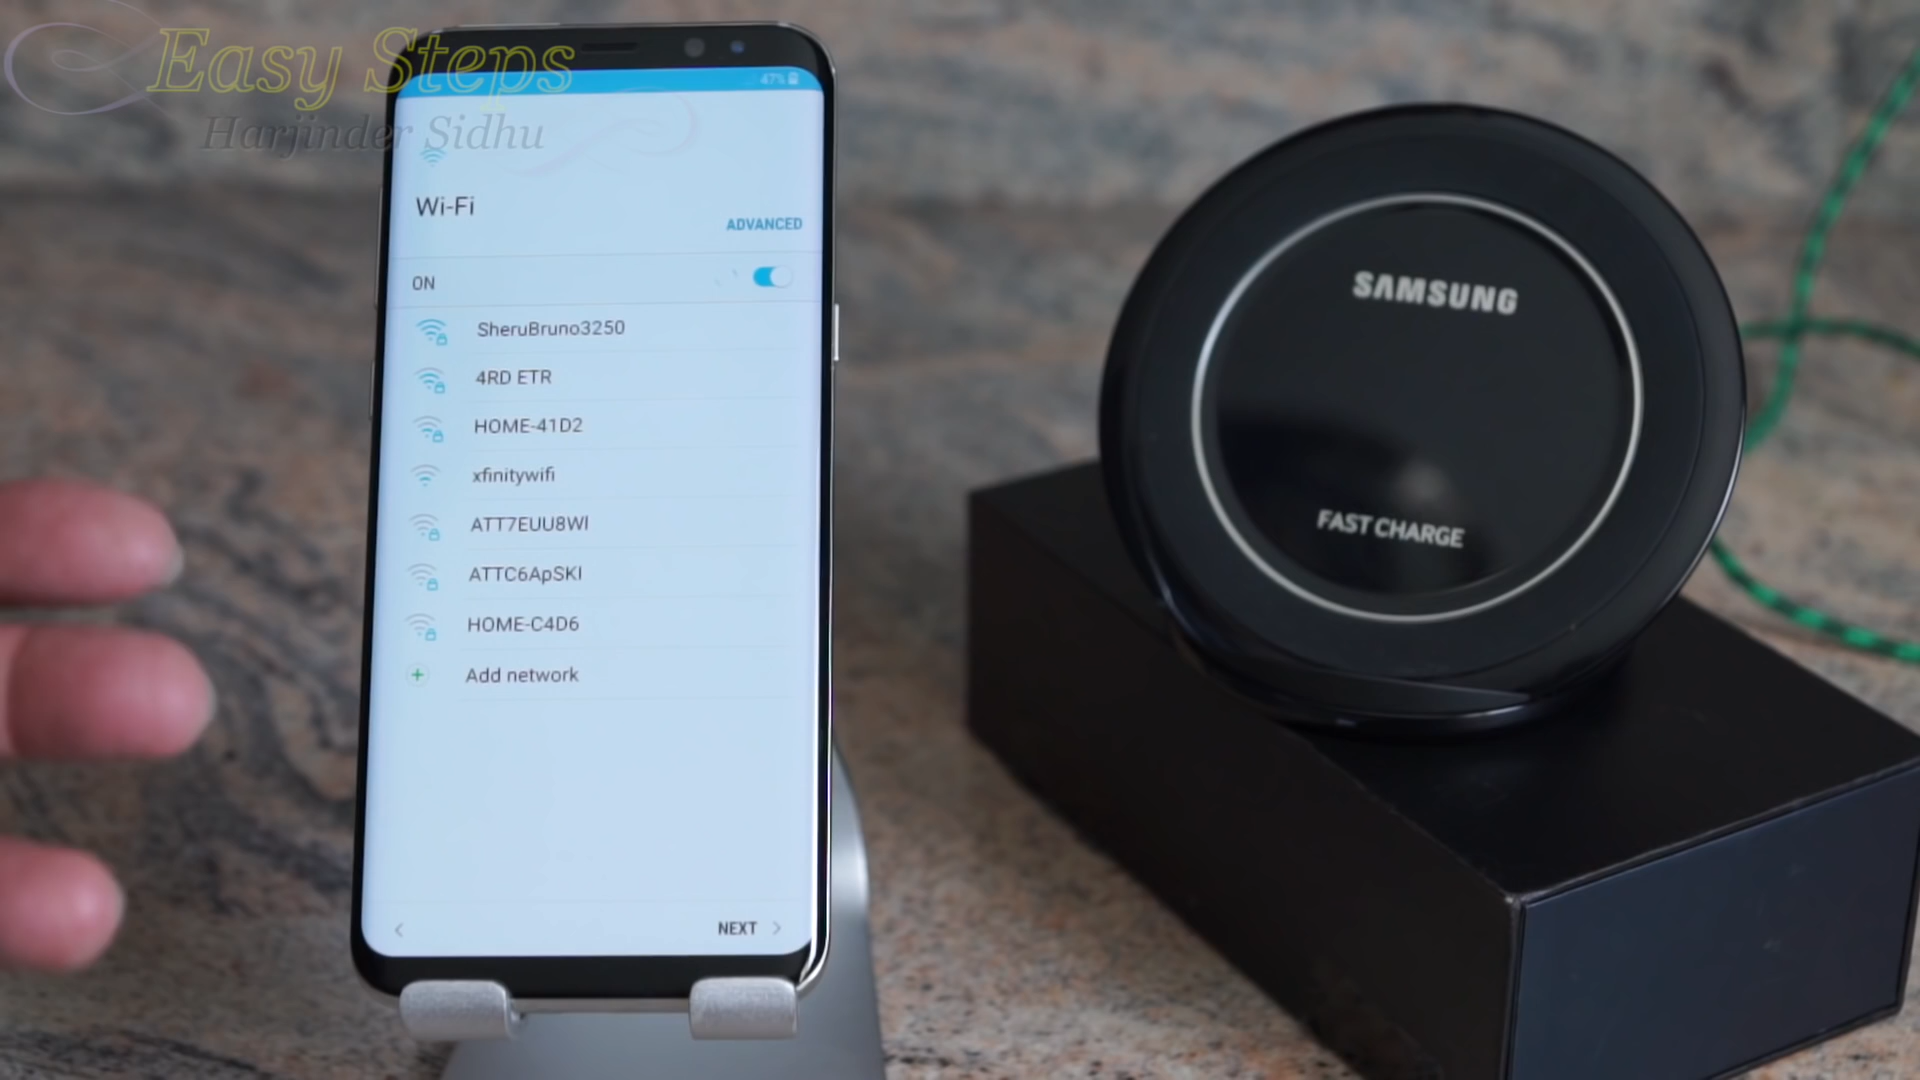 Easy Steps
Harjinder Sidhu
47%
Wi-Fi
ADVANCED
ON
SheruBruno3250
4RD ETR
HOME-41D2
xfinitywifi
ATT7EUU8WI
ATTC6ApSKI
HOME-C4D6
Add network
NEXT
SAMSUNG
FAST CHARGE